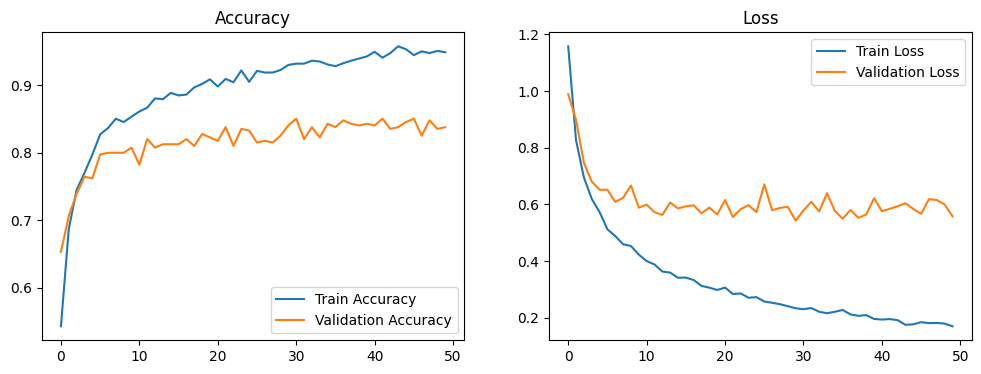 Accuracy
0.9
0.8
0.7
0.6
Train Accuracy
Validation Accuracy
0 10 20 30 40 50
Loss
1.2
1.0
0.8
0.6
0.4
0.2
Train Loss
Validation Loss
0 10 20 30 40 50